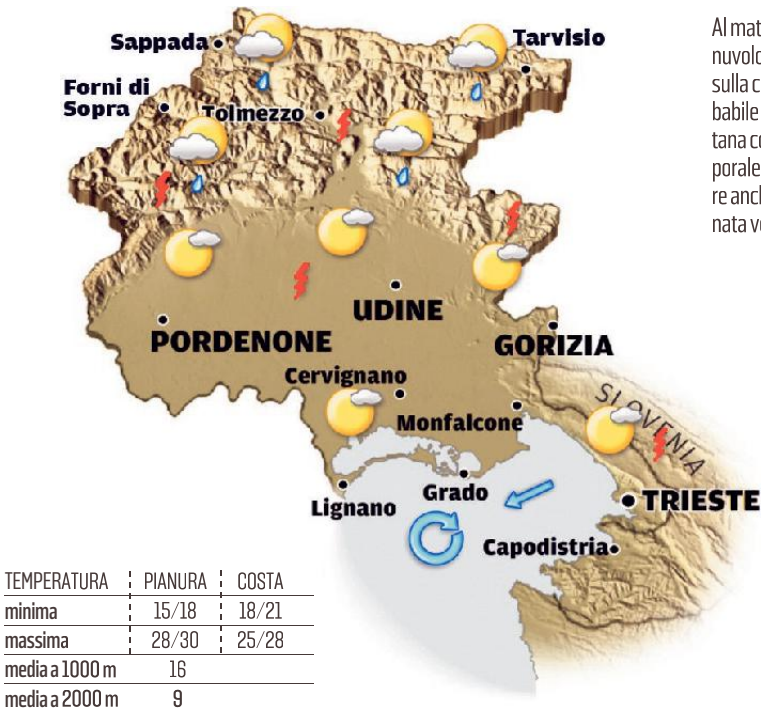 Sappada
Tarvisio
Forni di
Sopra
Tolmezzo
UDINE
PORDENONE
GORIZIA
Cervignano
Monfalcone
SLOVENIA
Lignano
Grado
TRIESTE
Capodistria
TEMPERATURA PIANURA COSTA
minima 15/18 18/21
massima 28/30 25/28
media a 1000 m 16
media a 2000 m 9
Al mat
nuvolo
sulla c
babile
tana co
porale
re anch
nata ve